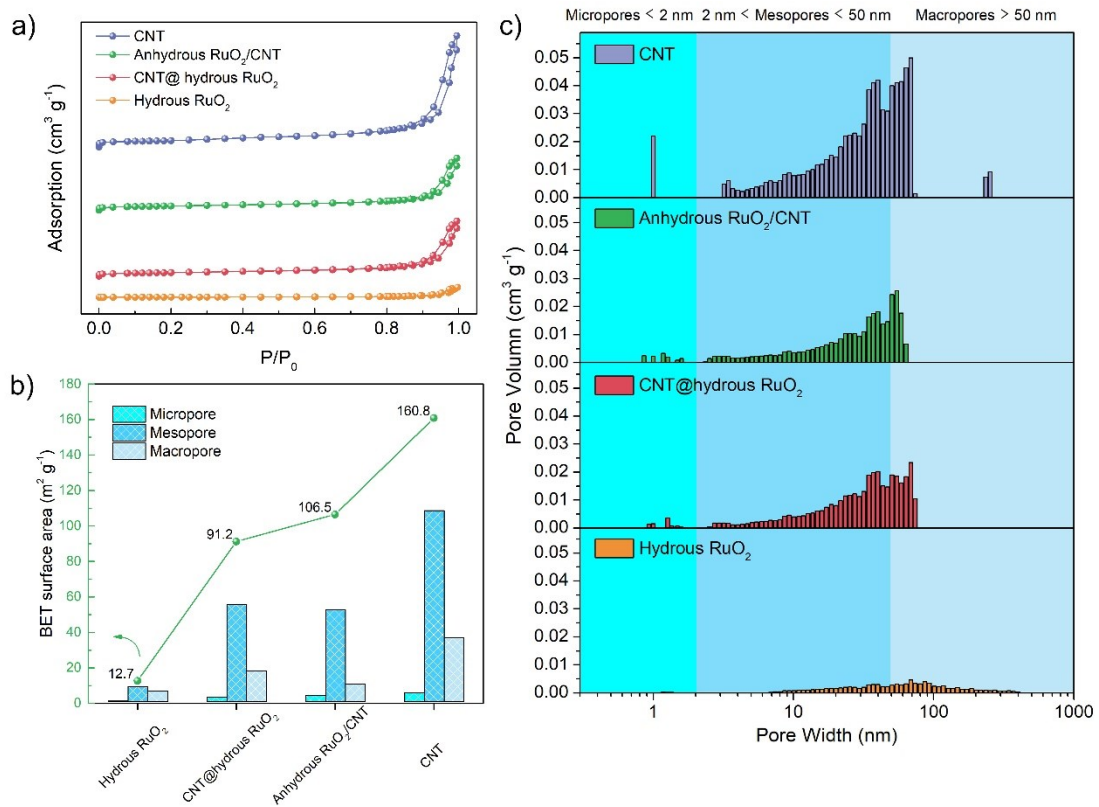 a)
CNT
Anhydrous RuO₂/CNT
CNT@ hydrous RuO₂
Hydrous RuO₂
Adsorption (cm³ g⁻¹)
0.0 0.2 0.4 0.6 0.8 1.0
P/P₀
b)
180
160
140
120
100
80
60
40
20
0
BET surface area (m² g⁻¹)
Micropore
Mesopore
Macropore
12.7
91.2
106.5
160.8
Hydrous RuO₂
CNT@hydrous RuO₂
Anhydrous RuO₂/CNT
CNT
c)
Micropores < 2 nm 2 nm < Mesopores < 50 nm Macropores > 50 nm
Pore Volumn (cm³ g⁻¹)
0.05
0.04
0.03
0.02
0.01
0.00
CNT
0.05
0.04
0.03
0.02
0.01
0.00
Anhydrous RuO₂/CNT
0.05
0.04
0.03
0.02
0.01
0.00
CNT@hydrous RuO₂
0.05
0.04
0.03
0.02
0.01
0.00
Hydrous RuO₂
1 10 100 1000
Pore Width (nm)